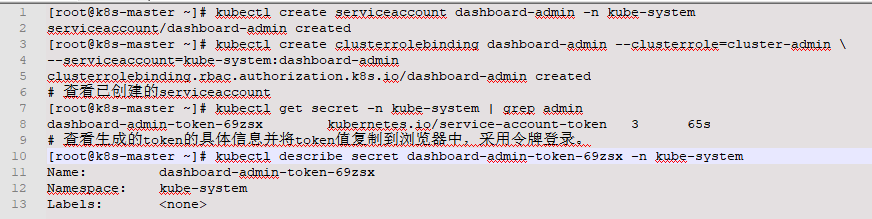 1 [root@k8s-master ~]# kubectl create serviceaccount dashboard-admin -n kube-system
2 serviceaccount/dashboard-admin created
3 [root@k8s-master ~]# kubectl create clusterrolebinding dashboard-admin --clusterrole=cluster-admin \
4 --serviceaccount=kube-system:dashboard-admin
5 clusterrolebinding.rbac.authorization.k8s.io/dashboard-admin created
6 # 查看已创建的serviceaccount
7 [root@k8s-master ~]# kubectl get secret -n kube-system | grep admin
8 dashboard-admin-token-69zsx kubernetes.io/service-account-token 3 65s
9 # 查看生成的token的具体信息并将token值复制到浏览器中，采用令牌登录。
10 [root@k8s-master ~]# kubectl describe secret dashboard-admin-token-69zsx -n kube-system
11 Name: dashboard-admin-token-69zsx
12 Namespace: kube-system
13 Labels: <none>